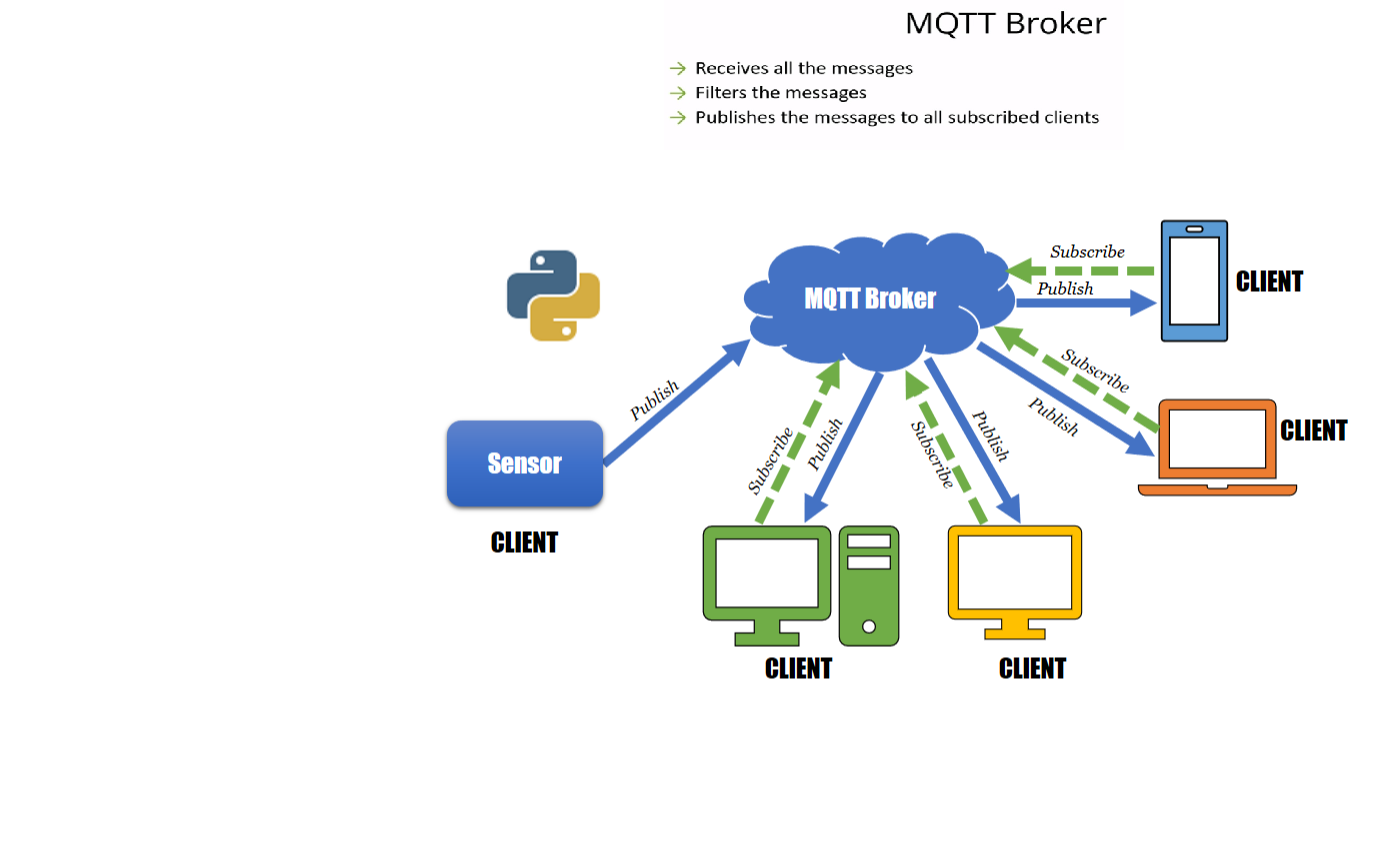 MQTT Broker
→ Receives all the messages
→ Filters the messages
→ Publishes the messages to all subscribed clients
Subscribe
Publish
CLIENT
MQTT Broker
Subscribe
Publish
CLIENT
Publish
Sensor
CLIENT
Subscribe
Publish
Subscribe
Publish
CLIENT
CLIENT